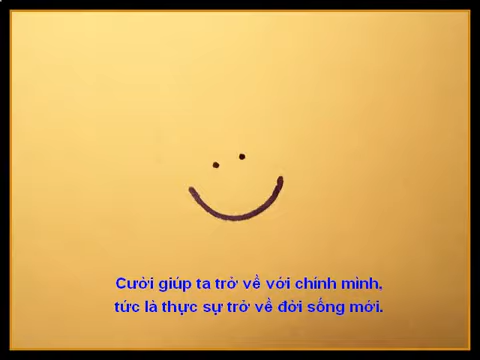 Cười giúp ta trở về với chính mình,
tức là thực sự trở về đời sống mới.